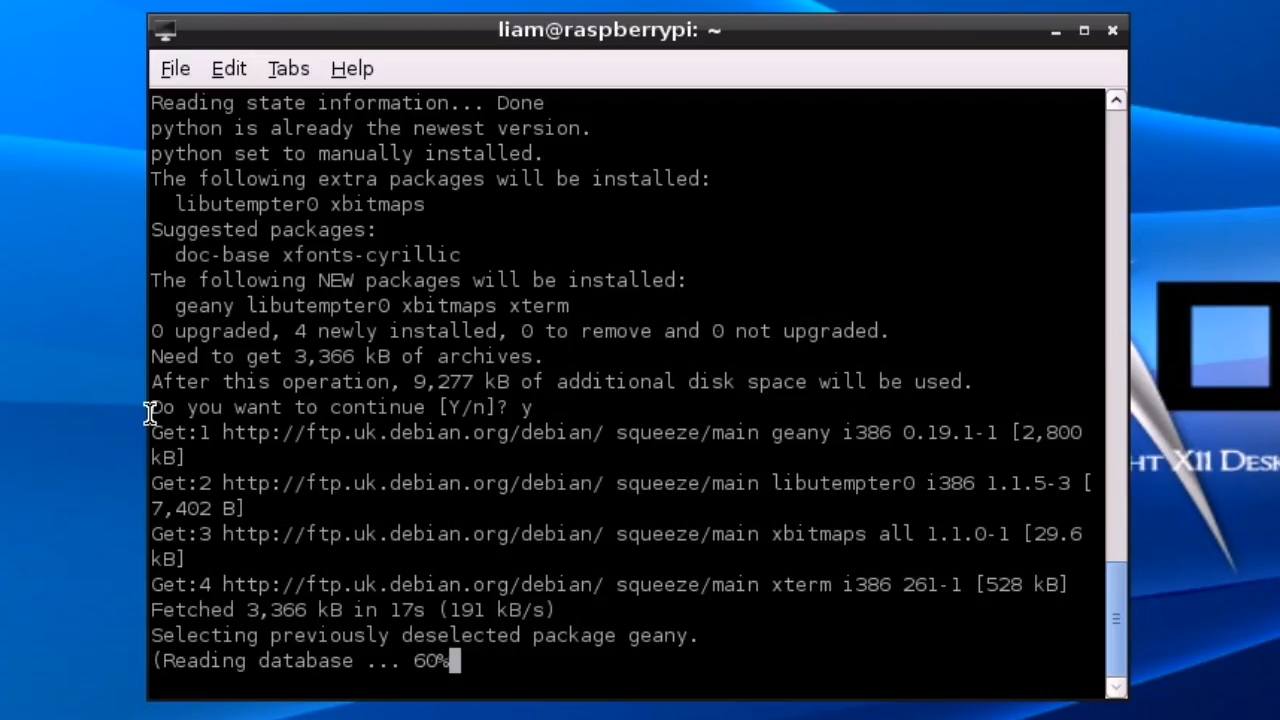 liam@raspberrypi: ~
File Edit Tabs Help
Reading state information... Done
python is already the newest version.
python set to manually installed.
The following extra packages will be installed:
libutempter0 xbitmaps
Suggested packages:
doc-base xfonts-cyrillic
The following NEW packages will be installed:
geany libutempter0 xbitmaps xterm
0 upgraded, 4 newly installed, 0 to remove and 0 not upgraded.
Need to get 3,366 kB of archives.
After this operation, 9,277 kB of additional disk space will be used.
Do you want to continue [Y/n]? y
Get:1 http://ftp.uk.debian.org/debian/ squeeze/main geany i386 0.19.1-1 [2,800
kB]
Get:2 http://ftp.uk.debian.org/debian/ squeeze/main libutempter0 i386 1.1.5-3 [
7,402 B]
Get:3 http://ftp.uk.debian.org/debian/ squeeze/main xbitmaps all 1.1.0-1 [29.6
kB]
Get:4 http://ftp.uk.debian.org/debian/ squeeze/main xterm i386 261-1 [528 kB]
Fetched 3,366 kB in 17s (191 kB/s)
Selecting previously deselected package geany.
(Reading database ... 60%
HT X11 DESK